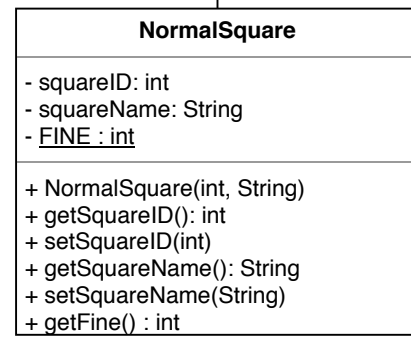 NormalSquare
- squareID: int
- squareName: String
- FINE : int
+ NormalSquare(int, String)
+ getSquareID(): int
+ setSquareID(int)
+ getSquareName(): String
+ setSquareName(String)
+ getFine() : int